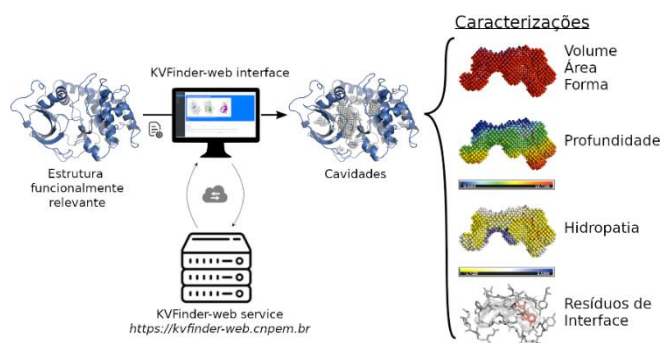 Caracterizações
KVFinder-web interface
Volume
Área
Forma
Profundidade
Estrutura
funcionalmente
relevante
Cavidades
Hidropatia
KVFinder-web service
https://kvfinder-web.cnpem.br
Resíduos de
Interface